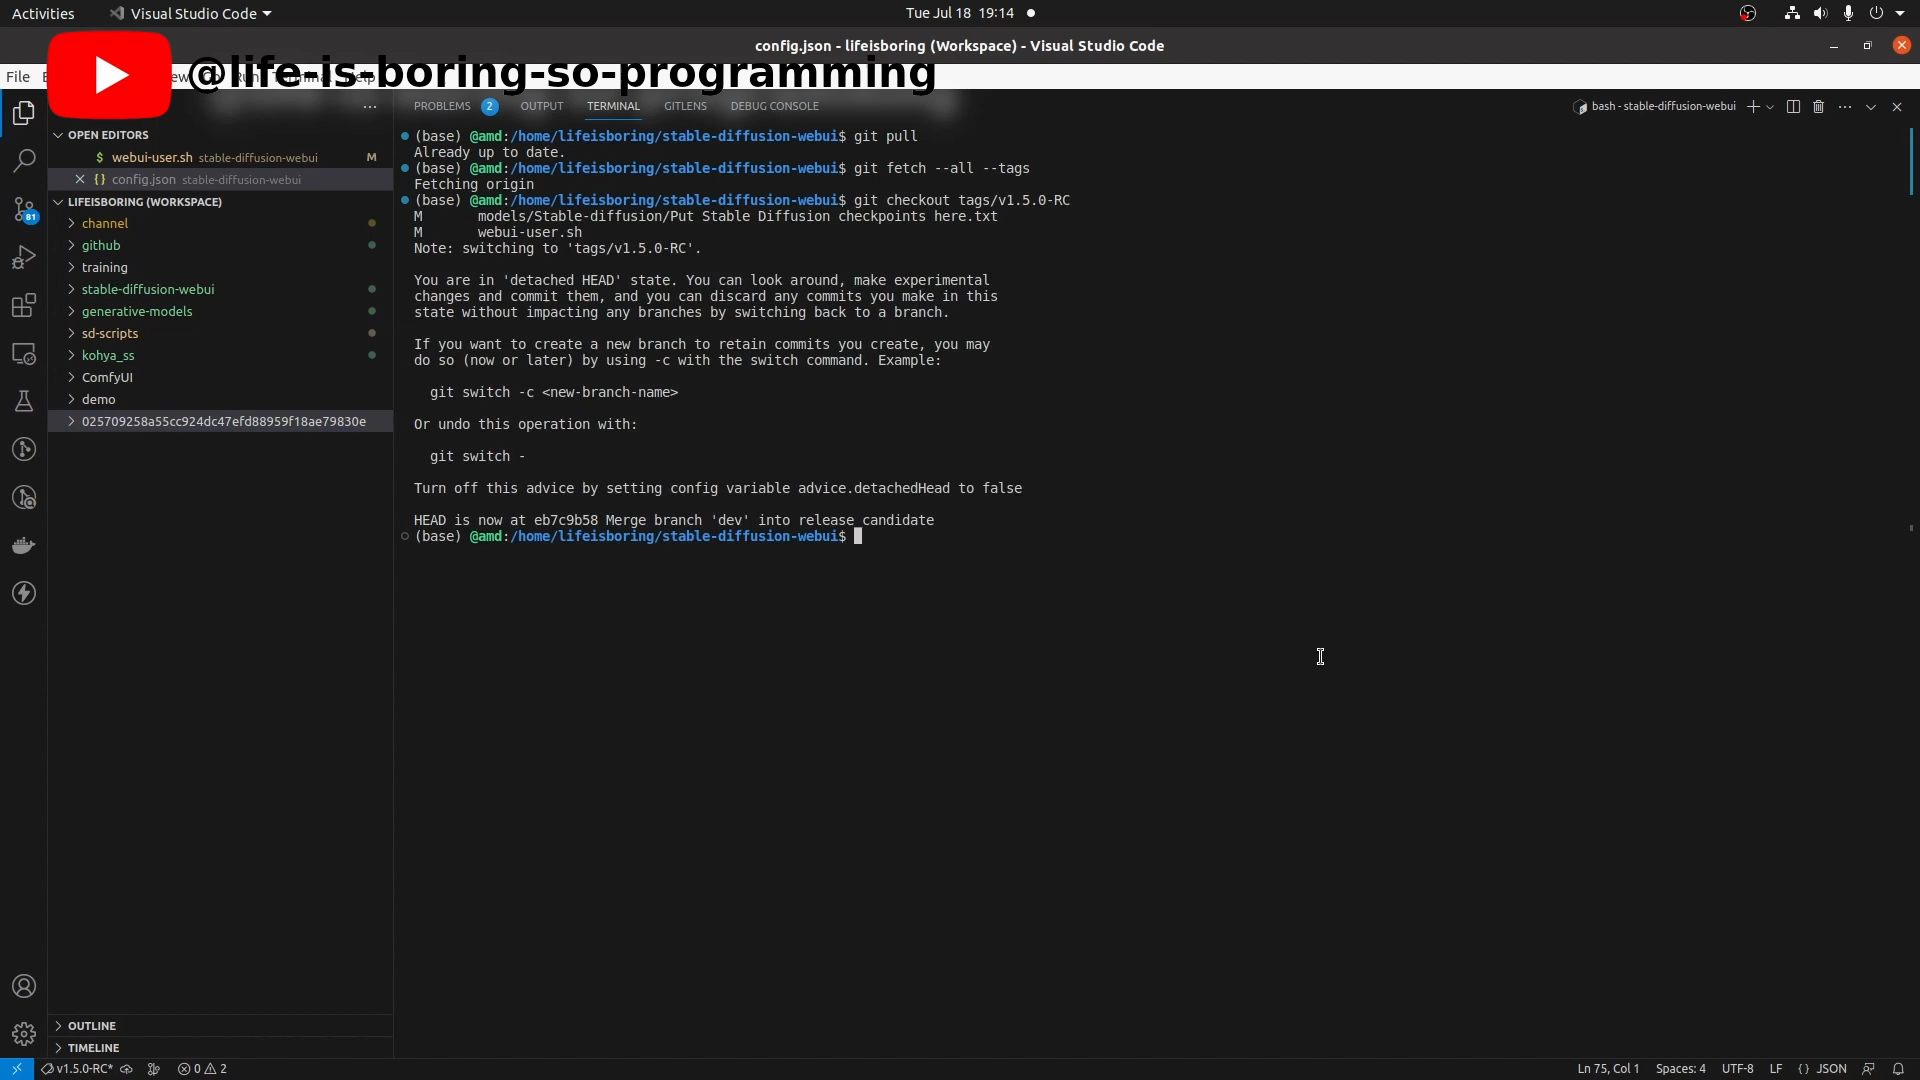 Activities
Visual Studio Code
Tue Jul 18 19:14
config.json - lifeisboring (Workspace) - Visual Studio Code
File
@life-is-boring-so-programming
PROBLEMS 2 OUTPUT TERMINAL GITLENS DEBUG CONSOLE
bash - stable-diffusion-webui
OPEN EDITORS
$ webui-user.sh stable-diffusion-webui M
{} config.json stable-diffusion-webui
LIFEISBORING (WORKSPACE)
channel
github
training
stable-diffusion-webui
generative-models
sd-scripts
kohya_ss
ComfyUI
demo
025709258a55cc924dc47efd88959f18ae79830e
81
OUTLINE
TIMELINE
(base) @amd:/home/lifeisboring/stable-diffusion-webui$ git pull
Already up to date.
(base) @amd:/home/lifeisboring/stable-diffusion-webui$ git fetch --all --tags
Fetching origin
(base) @amd:/home/lifeisboring/stable-diffusion-webui$ git checkout tags/v1.5.0-RC
M models/Stable-diffusion/Put Stable Diffusion checkpoints here.txt
M webui-user.sh
Note: switching to 'tags/v1.5.0-RC'.
You are in 'detached HEAD' state. You can look around, make experimental
changes and commit them, and you can discard any commits you make in this
state without impacting any branches by switching back to a branch.
If you want to create a new branch to retain commits you create, you may
do so (now or later) by using -c with the switch command. Example:
git switch -c <new-branch-name>
Or undo this operation with:
git switch -
Turn off this advice by setting config variable advice.detachedHead to false
HEAD is now at eb7c9b58 Merge branch 'dev' into release_candidate
(base) @amd:/home/lifeisboring/stable-diffusion-webui$
v1.5.0-RC* 0 2
Ln 75, Col 1 Spaces: 4 UTF-8 LF {} JSON